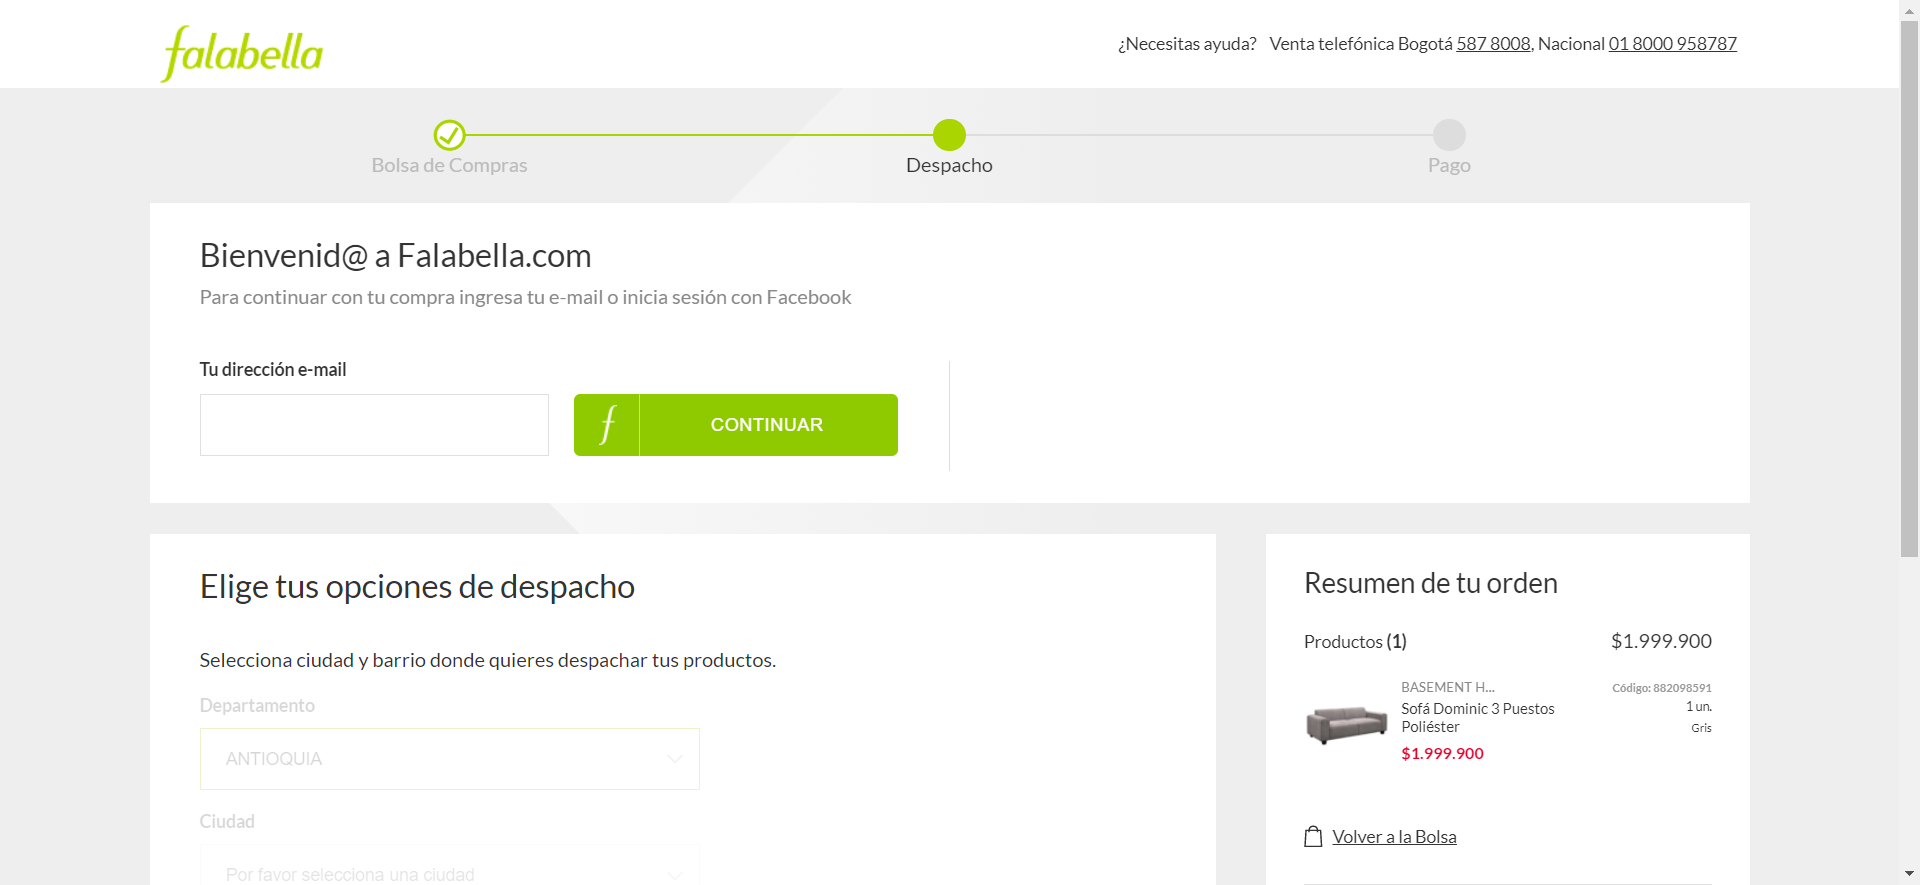 falabella
¿Necesitas ayuda? Venta telefónica Bogotá 587 8008, Nacional 01 8000 958787
Bolsa de Compras
Despacho
Pago
Bienvenid@ a Falabella.com
Para continuar con tu compra ingresa tu e-mail o inicia sesión con Facebook
Tu dirección e-mail
f CONTINUAR
Elige tus opciones de despacho
Selecciona ciudad y barrio donde quieres despachar tus productos.
Departamento
ANTIOQUIA
Ciudad
Por favor selecciona una ciudad
Resumen de tu orden
Productos (1) $1.999.900
BASEMENT H... Código: 882098591
Sofá Dominic 3 Puestos 1 un.
Poliéster Gris
$1.999.900
Volver a la Bolsa